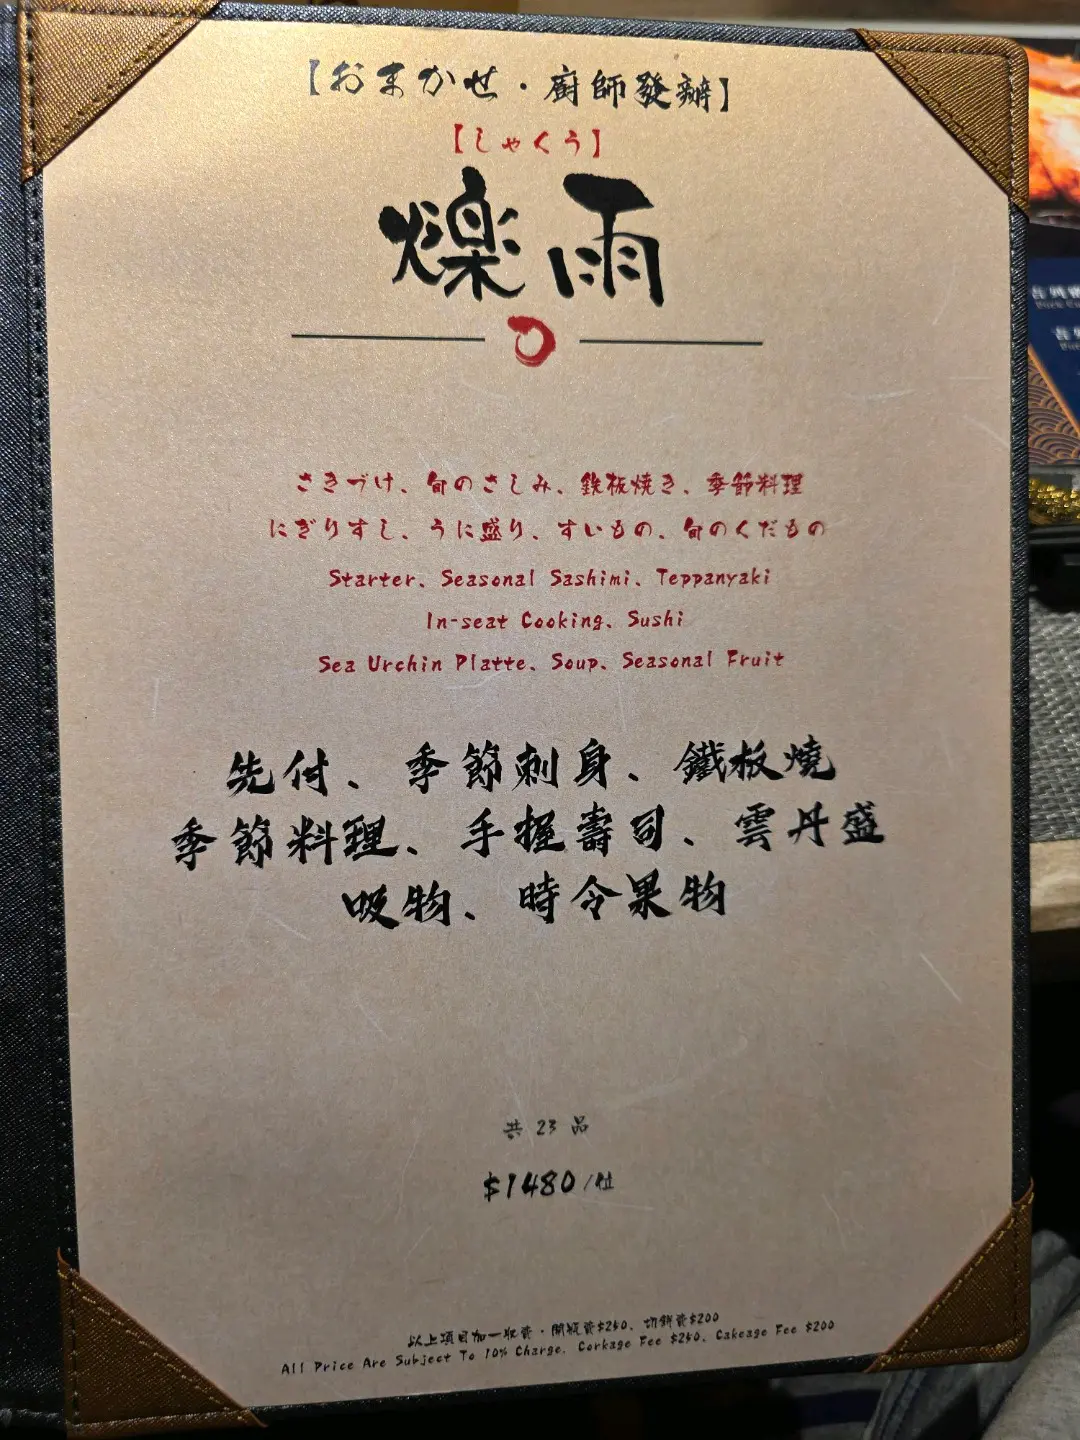 【おまかせ・廚師發辦】
【しゃくう】
爍雨
さきづけ、旬のさしみ、鉄板焼き、季節料理
にぎりすし、うに盛り、すいもの、旬のくだもの
Starter、Seasonal Sashimi、Teppanyaki
In-seat Cooking、Sushi
Sea Urchin Platte、Soup、Seasonal Fruit
先付、季節刺身、鐵板燒
季節料理、手握壽司、雲丹盛
吸物、時令果物
共 23 品
$1480/位
以上項目加一收費・開瓶費$250、切餅費$200
All Price Are Subject To 10% Charge、Corkage Fee $250、Cakeage Fee $200